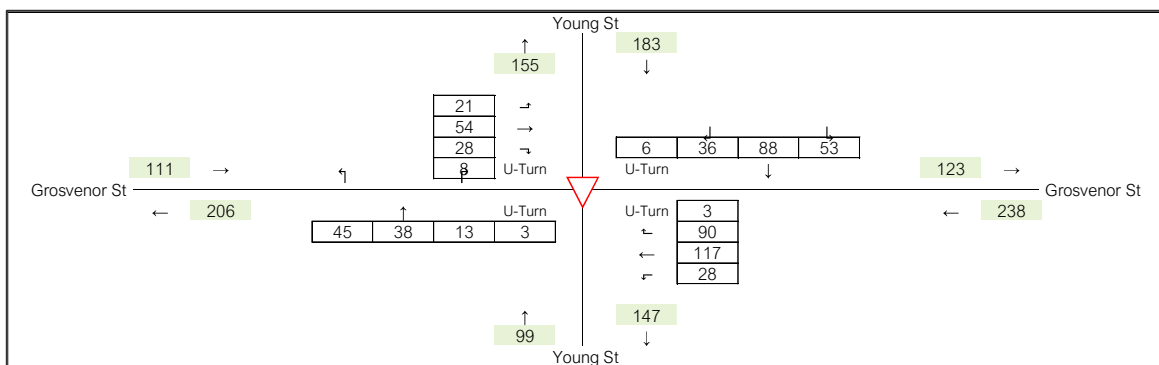 Young St
↑ 183
155 ↓
21
54 →
28 6 36 88 53
8 U-Turn U-Turn ↓
111 → 123 →
Grosvenor St Grosvenor St
← 206 ← 238
↑ U-Turn U-Turn 3
45 38 13 3 90
← 117
28
↑ 147
99 ↓
Young St